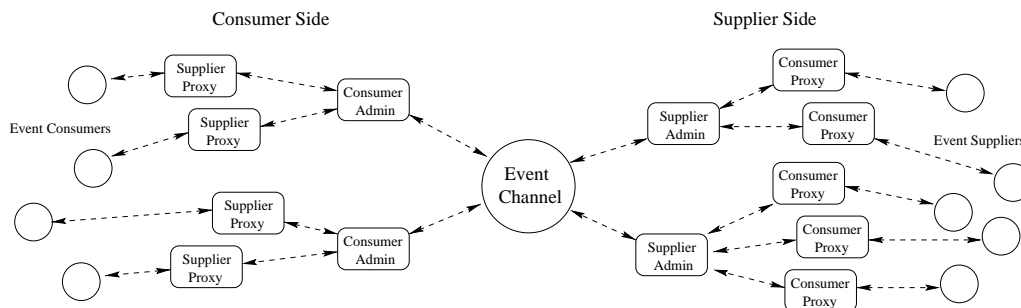 Consumer Side
Supplier Side
Supplier
Proxy
Consumer
Admin
Event Consumers
Supplier
Proxy
Supplier
Proxy
Consumer
Admin
Supplier
Proxy
Event
Channel
Consumer
Proxy
Supplier
Admin
Consumer
Proxy
Event Suppliers
Consumer
Proxy
Supplier
Admin
Consumer
Proxy
Consumer
Proxy